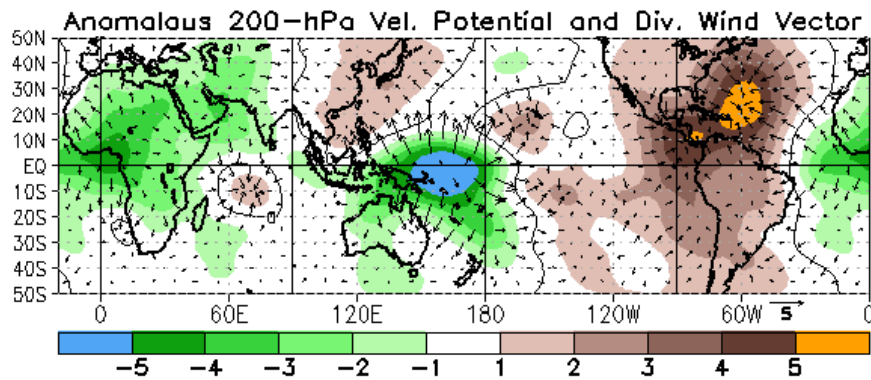 Anomalous 200-hPa Vel. Potential and Div. Wind Vector
50N
40N
30N
20N
10N
EQ
10S
20S
30S
40S
50S
0 60E 120E 180 120W 60W 0
5
-5 -4 -3 -2 -1 1 2 3 4 5